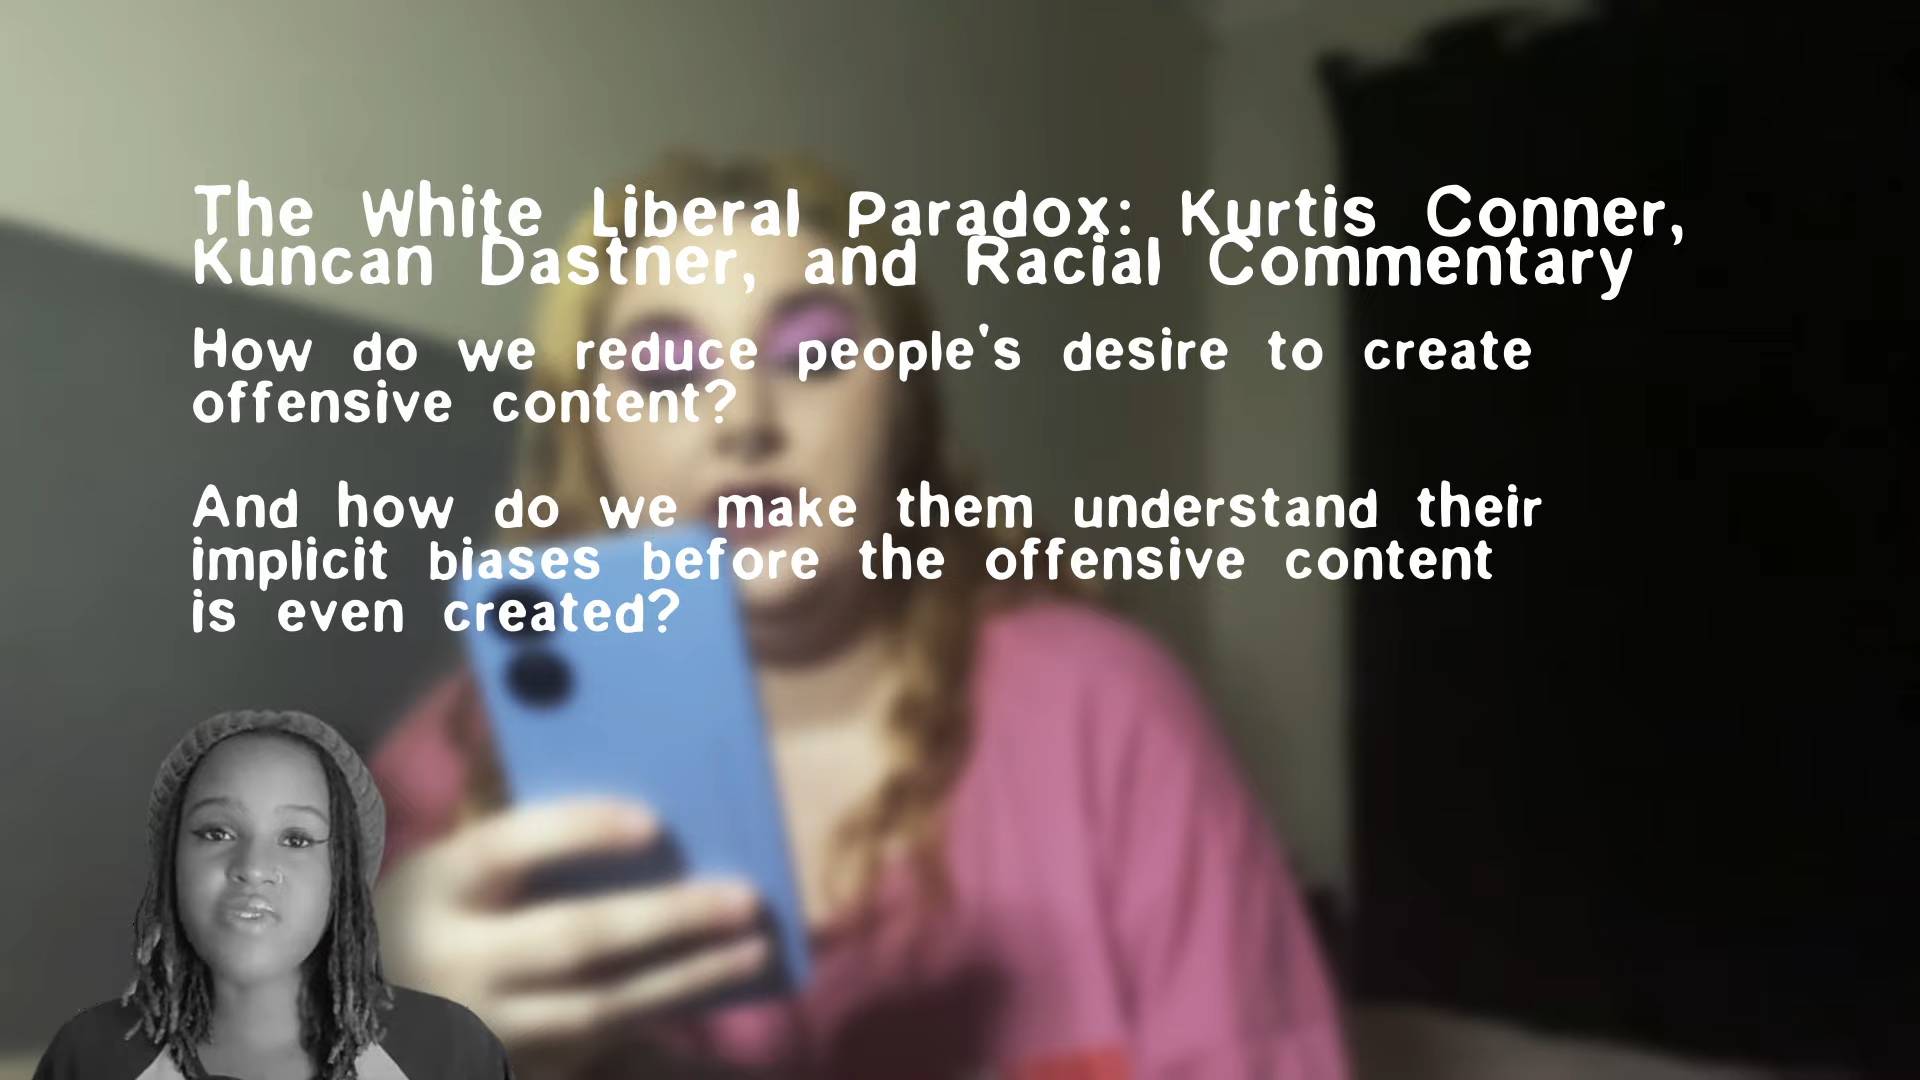 The White Liberal Paradox: Kurtis Conner,
Kuncan Dastner, and Racial Commentary
How do we reduce people's desire to create
offensive content?
And how do we make them understand their
implicit biases before the offensive content
is even created?